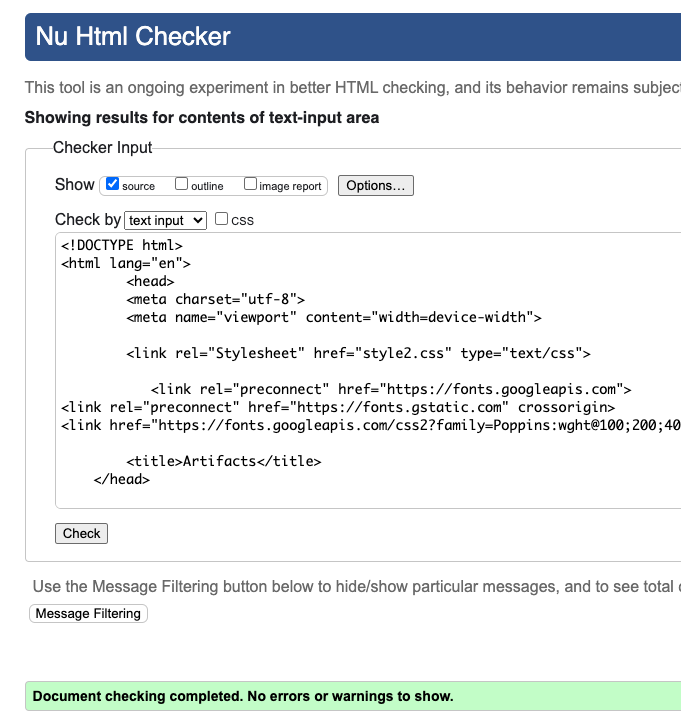 Nu Html Checker
This tool is an ongoing experiment in better HTML checking, and its behavior remains subject
Showing results for contents of text-input area
Checker Input
Show source outline image report Options...
Check by text input css
<!DOCTYPE html>
<html lang="en">
<head>
<meta charset="utf-8">
<meta name="viewport" content="width=device-width">
<link rel="Stylesheet" href="style2.css" type="text/css">
<link rel="preconnect" href="https://fonts.googleapis.com">
<link rel="preconnect" href="https://fonts.gstatic.com" crossorigin>
<link href="https://fonts.googleapis.com/css2?family=Poppins:wght@100;200;40
<title>Artifacts</title>
</head>
Check
Use the Message Filtering button below to hide/show particular messages, and to see total
Message Filtering
Document checking completed. No errors or warnings to show.